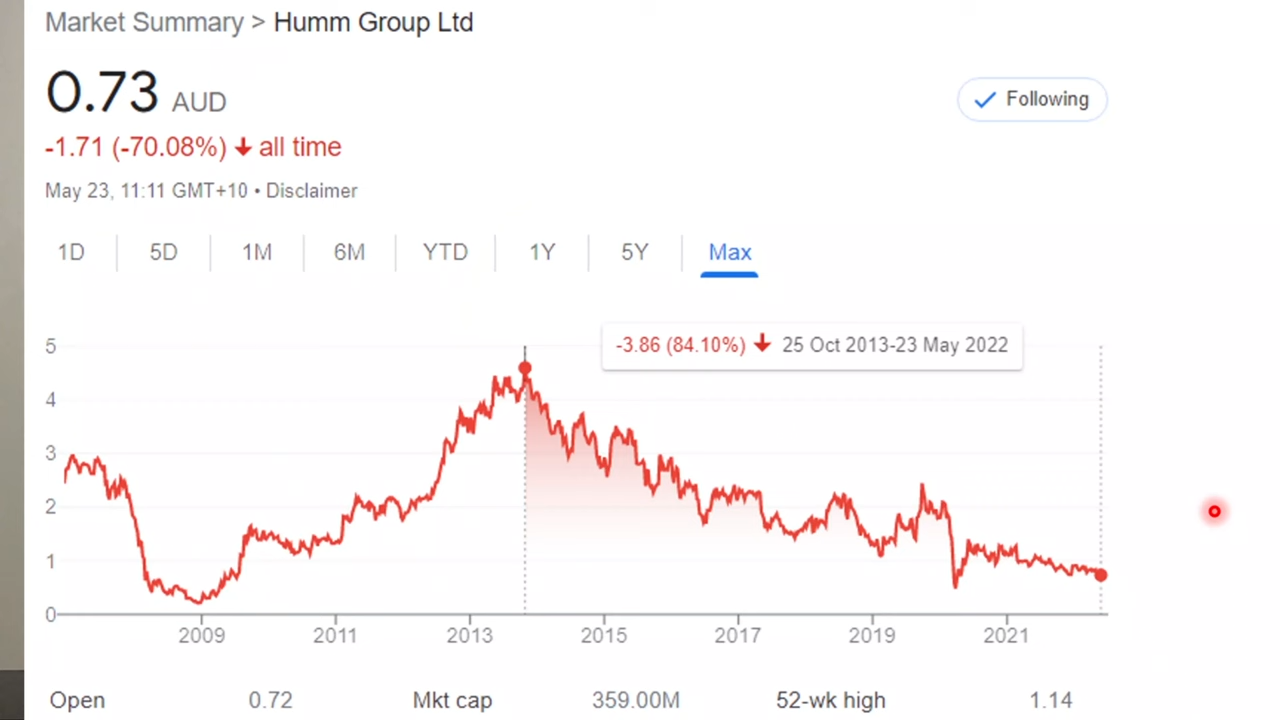 Market Summary > Humm Group Ltd
0.73 AUD
Following
-1.71 (-70.08%) ↓ all time
May 23, 11:11 GMT+10 • Disclaimer
1D 5D 1M 6M YTD 1Y 5Y Max
-3.86 (84.10%) ↓ 25 Oct 2013-23 May 2022
5
4
3
2
1
0
2009 2011 2013 2015 2017 2019 2021
Open 0.72 Mkt cap 359.00M 52-wk high 1.14